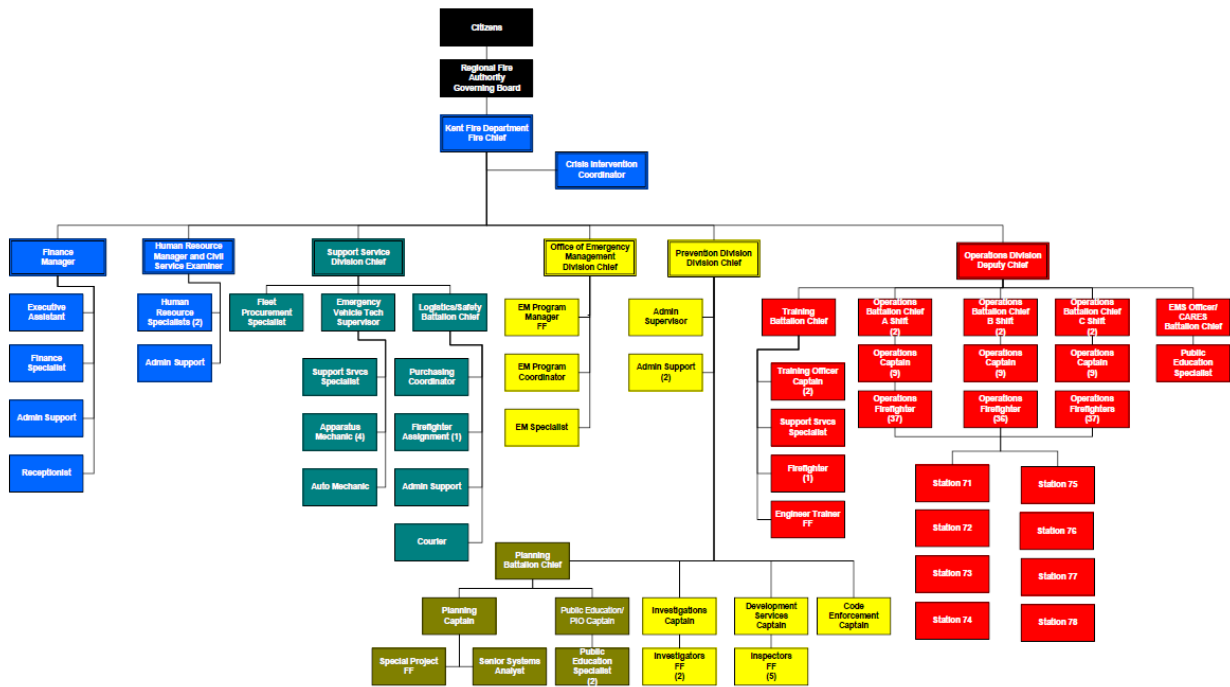 Citizens
Regional Fire
Authority
Governing Board
Kent Fire Department
Fire Chief
Crisis Intervention
Coordinator
Finance
Manager
Human Resource
Manager and Civil
Service Examiner
Support Service
Division Chief
Office of Emergency
Management
Division Chief
Prevention Division
Division Chief
Operations Division
Deputy Chief
Executive
Assistant
Finance
Specialist
Admin Support
Receptionist
Human
Resource
Specialists (2)
Admin Support
Fleet
Procurement
Specialist
Emergency
Vehicle Tech
Supervisor
Logistics/Safety
Battalion Chief
Support Srvcs
Specialist
Apparatus
Mechanic (4)
Auto Mechanic
Purchasing
Coordinator
Firefighter
Assignment (1)
Admin Support
Courier
EM Program
Manager
FF
EM Program
Coordinator
EM Specialist
Admin
Supervisor
Admin Support
(2)
Training
Battalion Chief
Operations
Battalion Chief
A Shift
(2)
Operations
Battalion Chief
B Shift
(2)
Operations
Battalion Chief
C Shift
(2)
EMS Officer/
CARES
Battalion Chief
Training Officer
Captain
(2)
Support Srvcs
Specialist
Firefighter
(1)
Engineer Trainer
FF
Operations
Captain
(9)
Operations
Captain
(9)
Operations
Captain
(9)
Public
Education
Specialist
Operations
Firefighter
(37)
Operations
Firefighter
(36)
Operations
Firefighters
(37)
Station 71
Station 72
Station 73
Station 74
Station 75
Station 76
Station 77
Station 78
Planning
Battalion Chief
Planning
Captain
Public Education/
PIO Captain
Investigations
Captain
Development
Services
Captain
Code
Enforcement
Captain
Special Project
FF
Senior Systems
Analyst
Public
Education
Specialist
(2)
Investigators
FF
(2)
Inspectors
FF
(5)